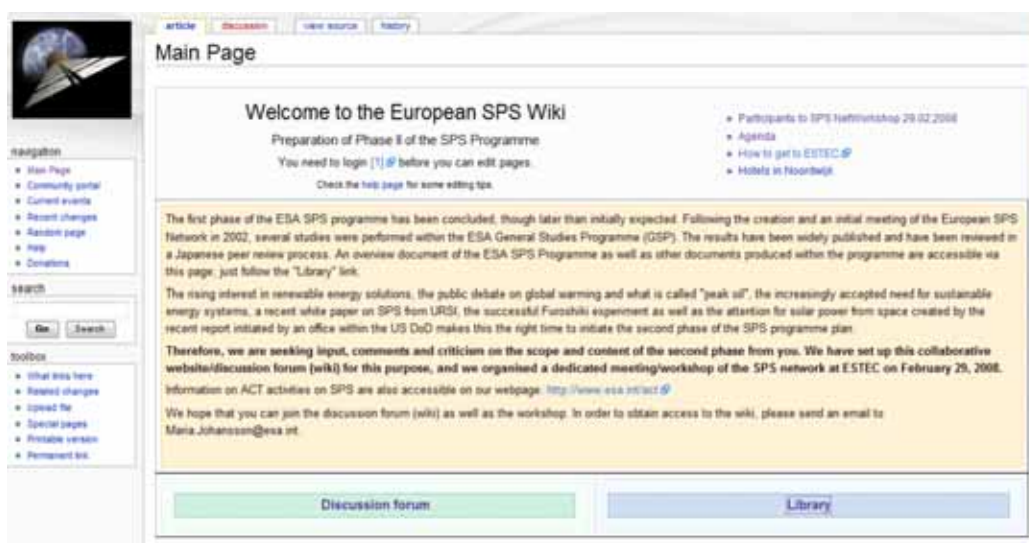 article discussion view source history
Main Page
Welcome to the European SPS Wiki
Preparation of Phase II of the SPS Programme
You need to login [1] before you can edit pages.
Check the help page for some editing tips.
Participants to SPS NetWorkshop 29.02.2008
Agenda
How to get to ESTEC
Hotels in Noordwijk
navigation
Main Page
Community portal
Current events
Recent changes
Random page
Help
Donations
search
Go Search
toolbox
What links here
Related changes
Upload file
Special pages
Printable version
Permanent link
The first phase of the ESA SPS programme has been concluded, though later than initially expected. Following the creation and an initial meeting of the European SPS
Network in 2002, several studies were performed within the ESA General Studies Programme (GSP). The results have been widely published and have been reviewed in
a Japanese peer review process. An overview document of the ESA SPS Programme as well as other documents produced within the programme are accessible via
this page, just follow the "Library" link.
The rising interest in renewable energy solutions, the public debate on global warming and what is called "peak oil", the increasingly accepted need for sustainable
energy systems, a recent white paper on SPS from URSI, the successful Furoshiki experiment as well as the attention for solar power from space created by the
recent report initiated by an office within the US DoD makes this the right time to initiate the second phase of the SPS programme plan.
Therefore, we are seeking input, comments and criticism on the scope and content of the second phase from you. We have set up this collaborative
website/discussion forum (wiki) for this purpose, and we organised a dedicated meeting/workshop of the SPS network at ESTEC on February 29, 2008.
Information on ACT activities on SPS are also accessible on our webpage: http://www.esa.int/act
We hope that you can join the discussion forum (wiki) as well as the workshop. In order to obtain access to the wiki, please send an email to
Maria.Johansson@esa.int.
Discussion forum
Library